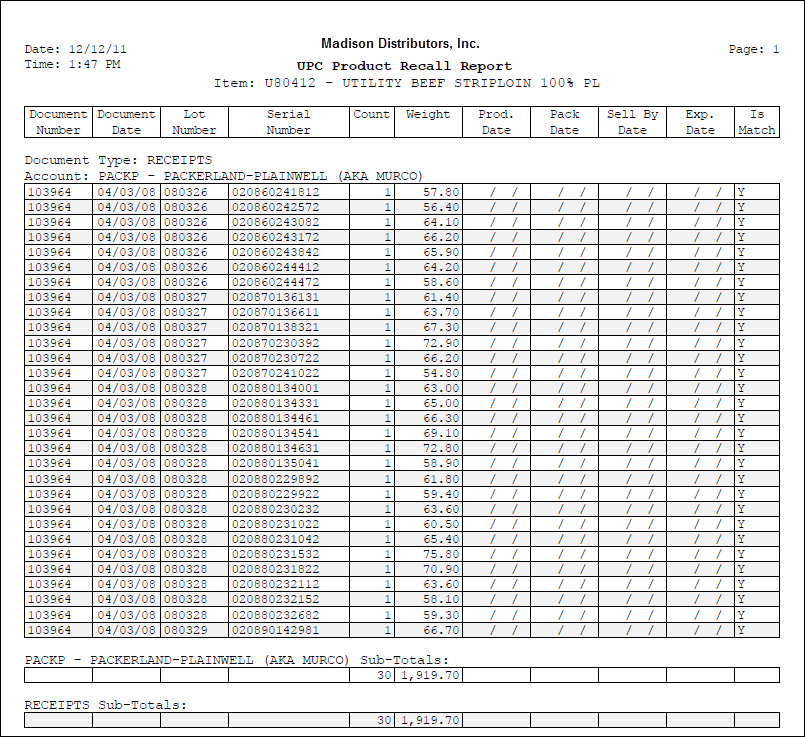 Madison Distributors, Inc.
Date: 12/12/11 Page: 1
Time: 1:47 PM UPC Product Recall Report
Item: U80412 - UTILITY BEEF STRIPLOIN 100% PL
Document Document Lot Serial Count Weight Prod. Pack Sell By Exp. Is
Number Date Number Number Date Date Date Date Match
Document Type: RECEIPTS
Account: PACKP - PACKERLAND-PLAINWELL (AKA MURCO)
103964 04/03/08 080326 020860241812 1 57.80 / / / / / / / / Y
103964 04/03/08 080326 020860242572 1 56.40 / / / / / / / / Y
103964 04/03/08 080326 020860243082 1 64.10 / / / / / / / / Y
103964 04/03/08 080326 020860243172 1 66.20 / / / / / / / / Y
103964 04/03/08 080326 020860243842 1 65.90 / / / / / / / / Y
103964 04/03/08 080326 020860244412 1 64.20 / / / / / / / / Y
103964 04/03/08 080326 020860244472 1 58.60 / / / / / / / / Y
103964 04/03/08 080327 020870136131 1 61.40 / / / / / / / / Y
103964 04/03/08 080327 020870136611 1 63.70 / / / / / / / / Y
103964 04/03/08 080327 020870138321 1 67.30 / / / / / / / / Y
103964 04/03/08 080327 020870230392 1 72.90 / / / / / / / / Y
103964 04/03/08 080327 020870230722 1 66.20 / / / / / / / / Y
103964 04/03/08 080327 020870241022 1 54.80 / / / / / / / / Y
103964 04/03/08 080328 020880134001 1 63.00 / / / / / / / / Y
103964 04/03/08 080328 020880134331 1 65.00 / / / / / / / / Y
103964 04/03/08 080328 020880134461 1 66.30 / / / / / / / / Y
103964 04/03/08 080328 020880134541 1 69.10 / / / / / / / / Y
103964 04/03/08 080328 020880134631 1 72.80 / / / / / / / / Y
103964 04/03/08 080328 020880135041 1 58.90 / / / / / / / / Y
103964 04/03/08 080328 020880229892 1 61.80 / / / / / / / / Y
103964 04/03/08 080328 020880229922 1 59.40 / / / / / / / / Y
103964 04/03/08 080328 020880230232 1 63.60 / / / / / / / / Y
103964 04/03/08 080328 020880231022 1 60.50 / / / / / / / / Y
103964 04/03/08 080328 020880231042 1 65.40 / / / / / / / / Y
103964 04/03/08 080328 020880231532 1 75.80 / / / / / / / / Y
103964 04/03/08 080328 020880231822 1 70.90 / / / / / / / / Y
103964 04/03/08 080328 020880232112 1 63.60 / / / / / / / / Y
103964 04/03/08 080328 020880232152 1 58.10 / / / / / / / / Y
103964 04/03/08 080328 020880232682 1 59.30 / / / / / / / / Y
103964 04/03/08 080329 020890142981 1 66.70 / / / / / / / / Y
PACKP - PACKERLAND-PLAINWELL (AKA MURCO) Sub-Totals:
30 1,919.70
RECEIPTS Sub-Totals:
30 1,919.70